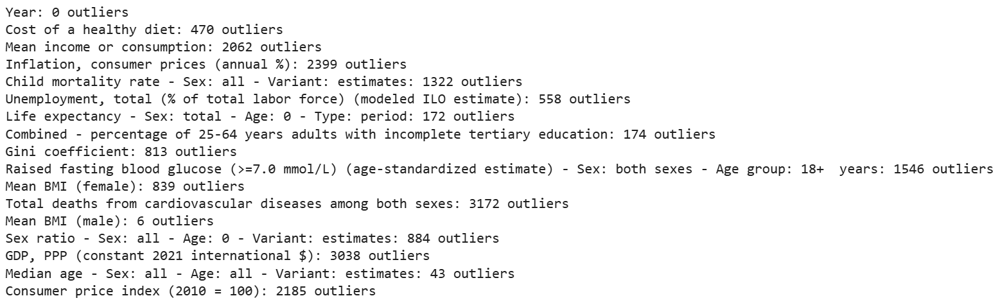 Year: 0 outliers
Cost of a healthy diet: 470 outliers
Mean income or consumption: 2062 outliers
Inflation, consumer prices (annual %): 2399 outliers
Child mortality rate - Sex: all - Variant: estimates: 1322 outliers
Unemployment, total (% of total labor force) (modeled ILO estimate): 558 outliers
Life expectancy - Sex: total - Age: 0 - Type: period: 172 outliers
Combined - percentage of 25-64 years adults with incomplete tertiary education: 174 outliers
Gini coefficient: 813 outliers
Raised fasting blood glucose (>=7.0 mmol/L) (age-standardized estimate) - Sex: both sexes - Age group: 18+  years: 1546 outliers
Mean BMI (female): 839 outliers
Total deaths from cardiovascular diseases among both sexes: 3172 outliers
Mean BMI (male): 6 outliers
Sex ratio - Sex: all - Age: 0 - Variant: estimates: 884 outliers
GDP, PPP (constant 2021 international $): 3038 outliers
Median age - Sex: all - Age: all - Variant: estimates: 43 outliers
Consumer price index (2010 = 100): 2185 outliers